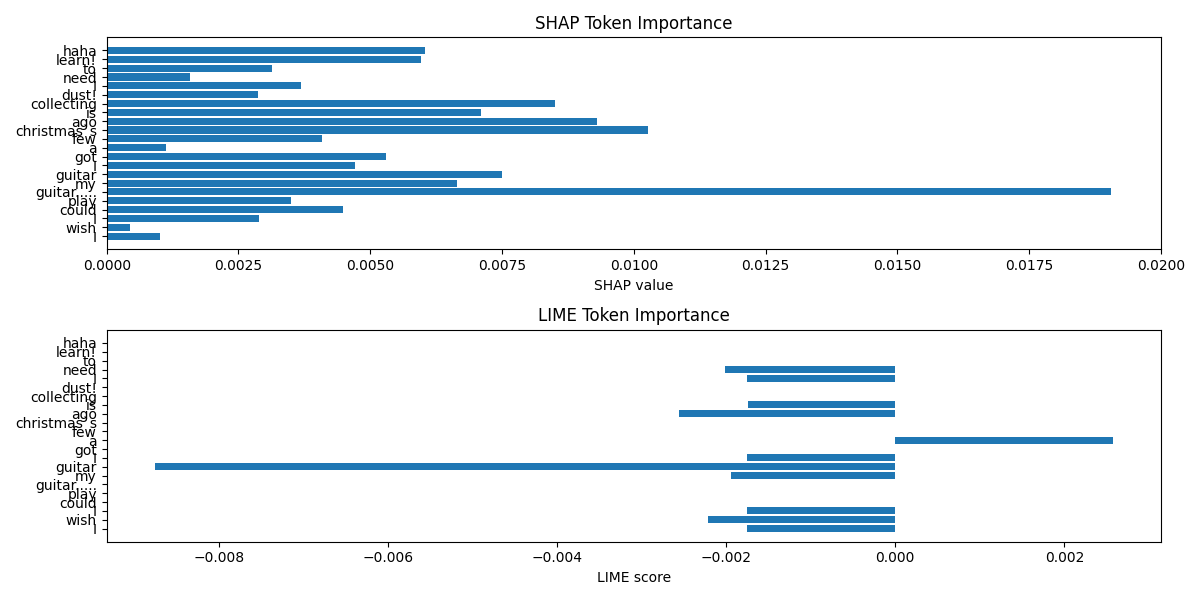 SHAP Token Importance
haha
learn!
to
need
I
dust!
collecting
is
ago
christmas's
few
a
got
I
guitar
my
guitar.....
play
could
I
wish
I
0.0000 0.0025 0.0050 0.0075 0.0100 0.0125 0.0150 0.0175 0.0200
SHAP value
LIME Token Importance
haha
learn!
to
need
I
dust!
collecting
is
ago
christmas's
few
a
got
I
guitar
my
guitar.....
play
could
I
wish
I
−0.008 −0.006 −0.004 −0.002 0.000 0.002
LIME score